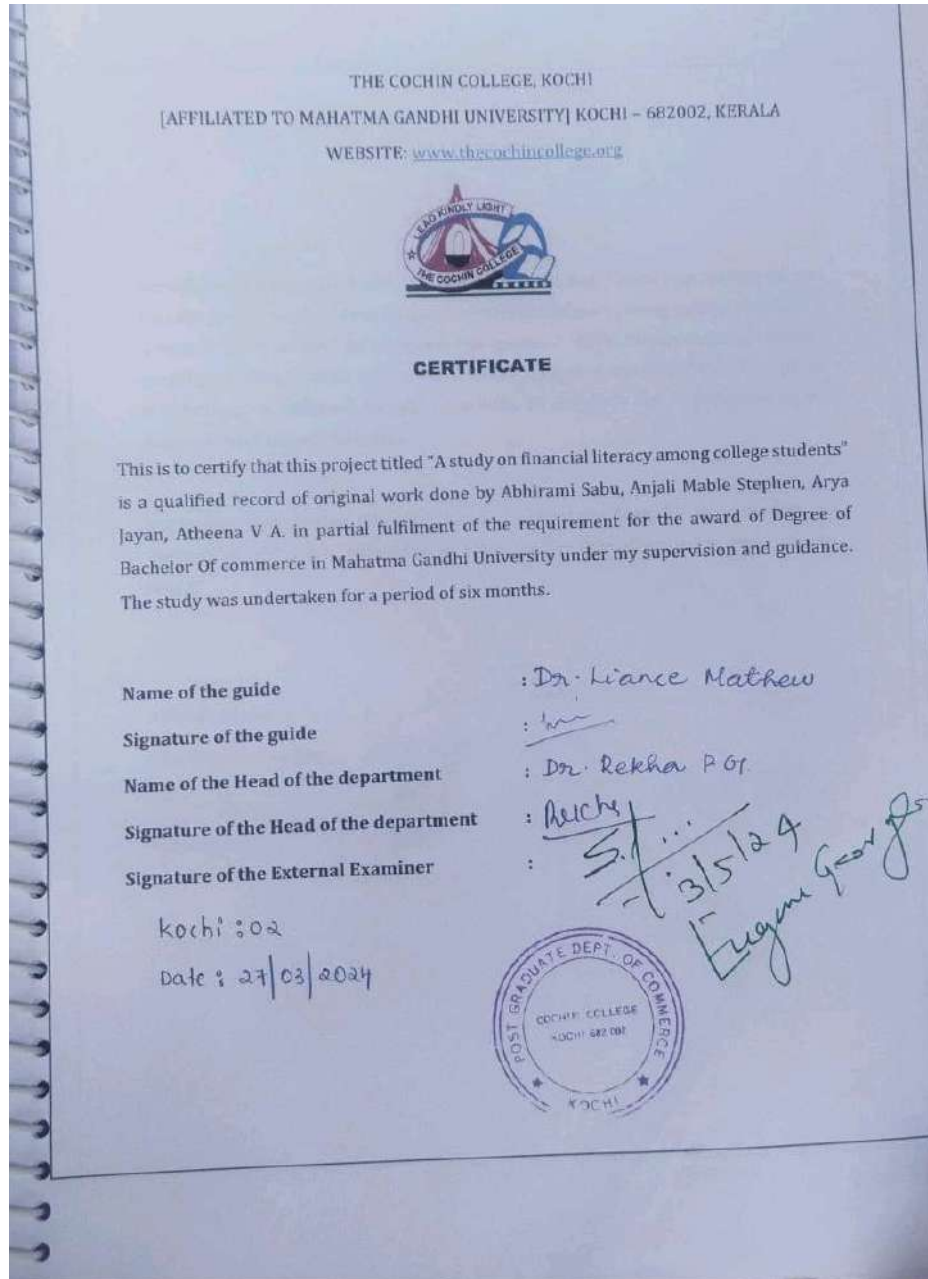 THE COCHIN COLLEGE, KOCHI
[AFFILIATED TO MAHATMA GANDHI UNIVERSITY] KOCHI – 682002, KERALA
WEBSITE: www.thecochincollege.org
LEAD KINDLY LIGHT
THE COCHIN COLLEGE
CERTIFICATE
This is to certify that this project titled "A study on financial literacy among college students"
is a qualified record of original work done by Abhirami Sabu, Anjali Mable Stephen, Arya
Jayan, Atheena V A. in partial fulfilment of the requirement for the award of Degree of
Bachelor Of commerce in Mahatma Gandhi University under my supervision and guidance.
The study was undertaken for a period of six months.
Name of the guide : Dr. Liance Mathew
Signature of the guide :
Name of the Head of the department : Dr. Rekha P G.
Signature of the Head of the department :
Signature of the External Examiner :
3/5/24
Kochi : 02
Date : 27/03/2024
POST GRADUATE DEPT. OF COMMERCE
COCHIN COLLEGE
KOCHI 682 002
KOCHI